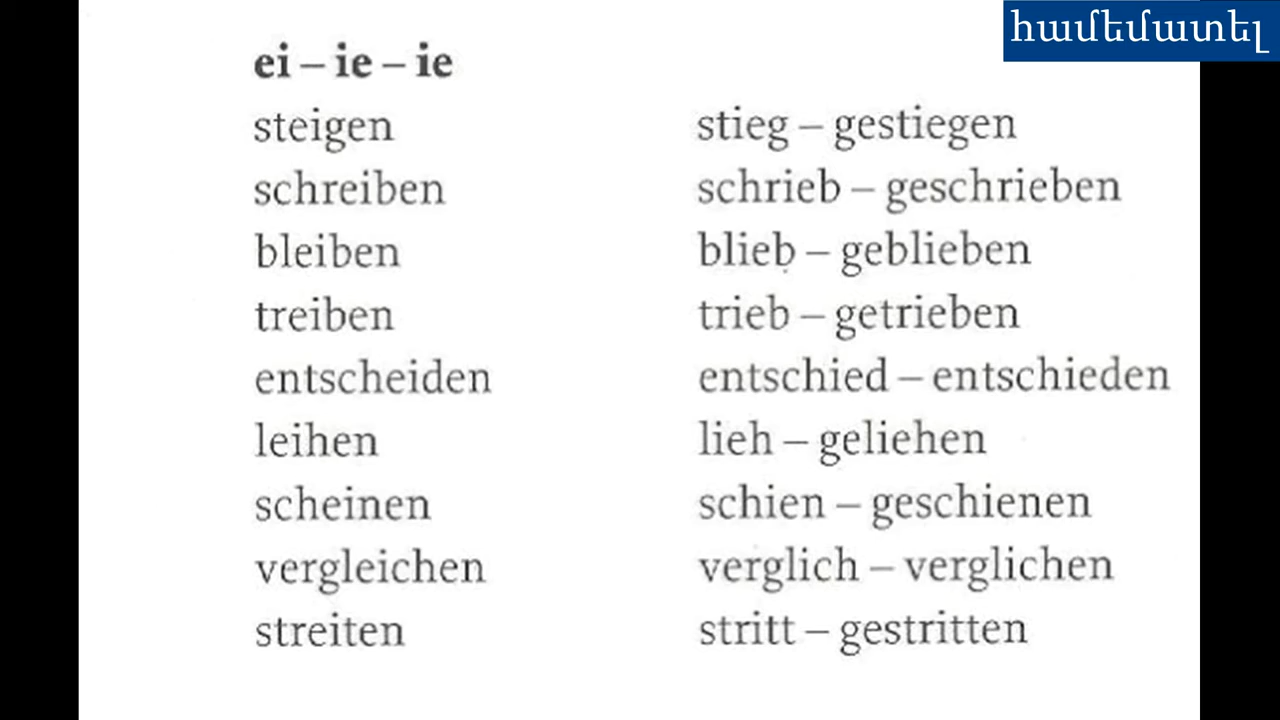 համեմատել
ei – ie – ie
steigen stieg – gestiegen
schreiben schrieb – geschrieben
bleiben blieb – geblieben
treiben trieb – getrieben
entscheiden entschied – entschieden
leihen lieh – geliehen
scheinen schien – geschienen
vergleichen verglich – verglichen
streiten stritt – gestritten